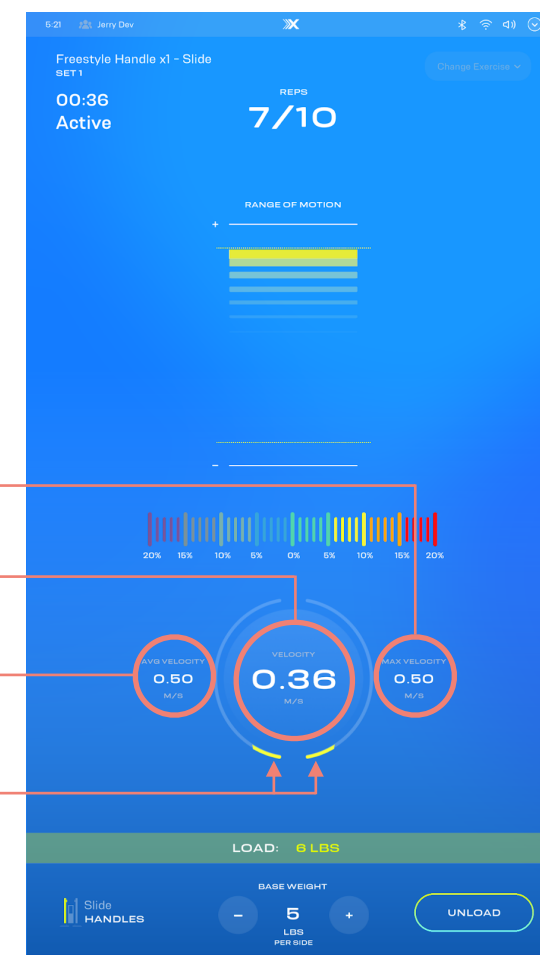 5:21 Jerry Dev
Freestyle Handle x1 - Slide
SET 1
Change Exercise
00:36
Active
REPS
7/10
RANGE OF MOTION
+
–
20% 15% 10% 5% 0% 5% 10% 15% 20%
AVG VELOCITY
0.50
M/S
VELOCITY
0.36
M/S
MAX VELOCITY
0.50
M/S
LOAD: 6 LBS
BASE WEIGHT
Slide
HANDLES
– 5 +
LBS
PER SIDE
UNLOAD